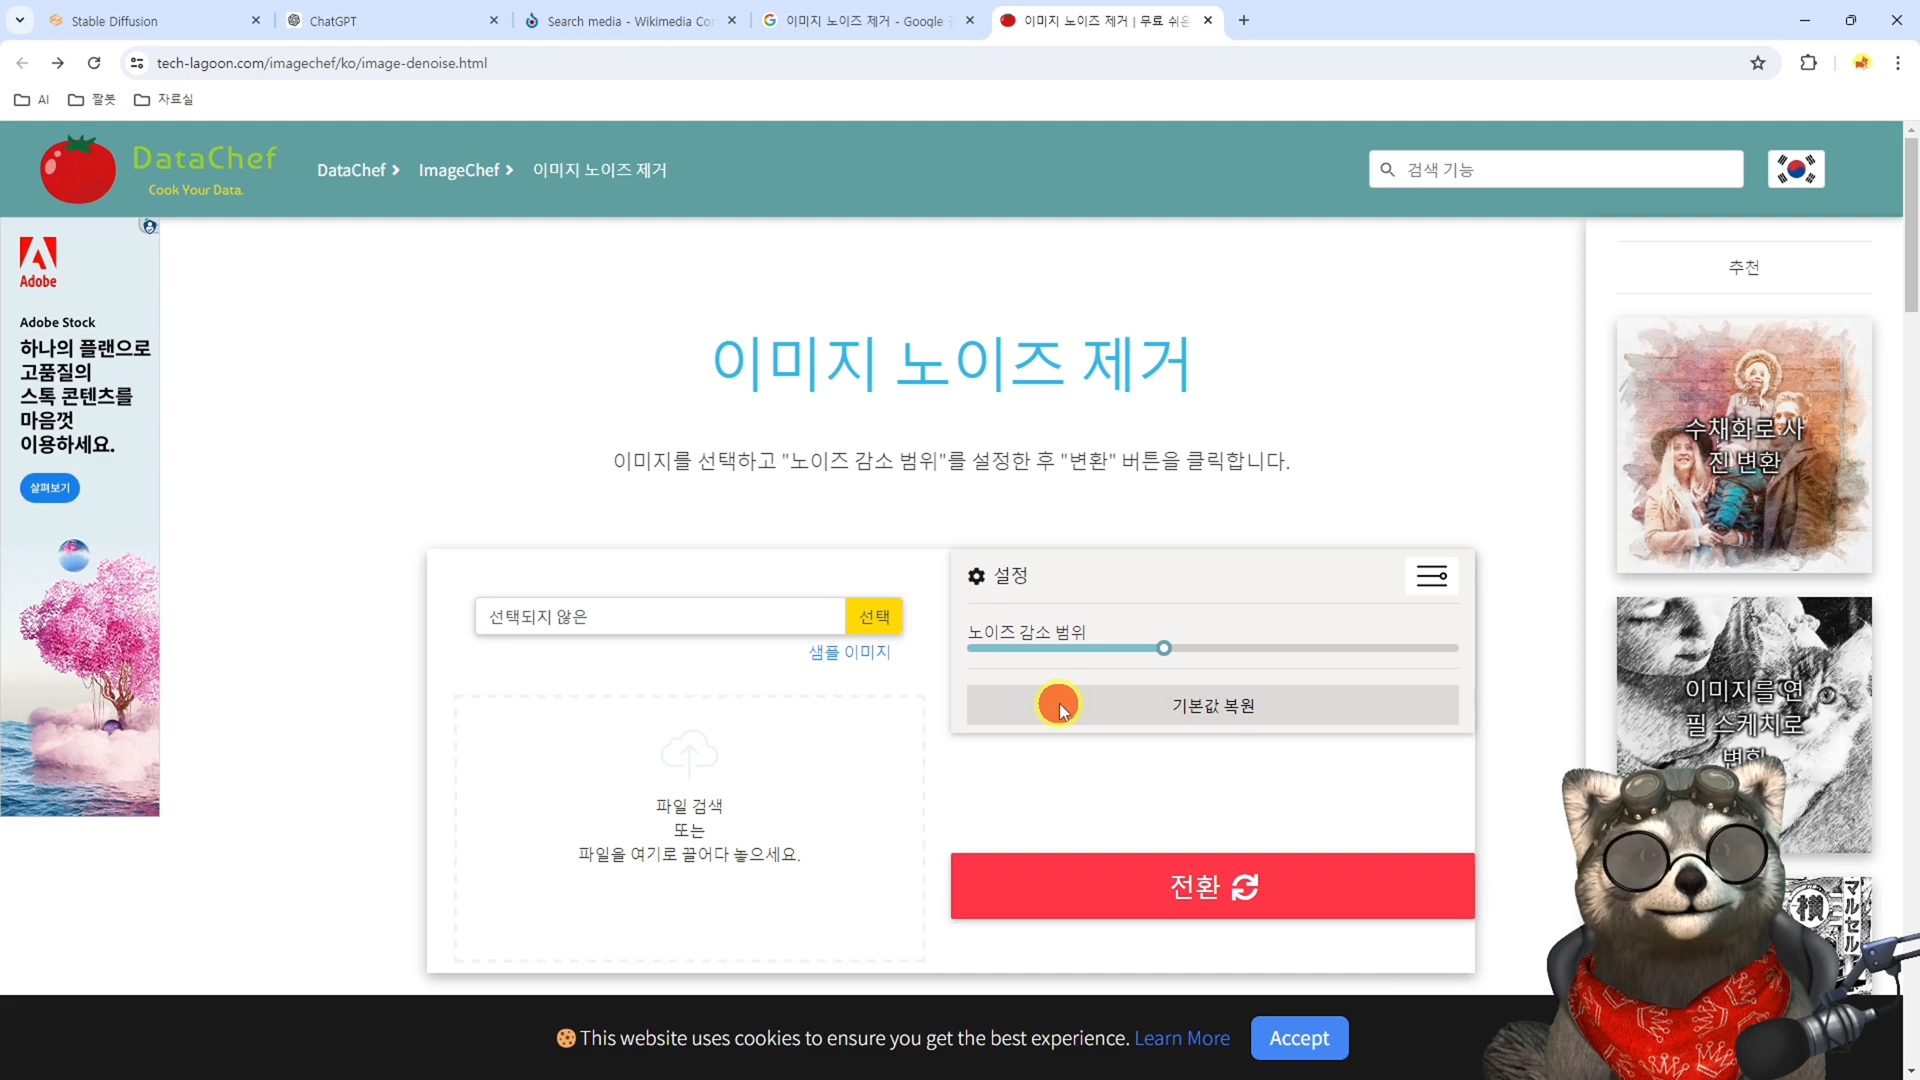 Stable Diffusion
ChatGPT
Search media - Wikimedia Co
이미지 노이즈 제거 - Google
이미지 노이즈 제거 | 무료 쉬운
tech-lagoon.com/imagechef/ko/image-denoise.html
AI
짤봇
자료실
DataChef
Cook Your Data.
DataChef
ImageChef
이미지 노이즈 제거
검색 기능
Adobe
Adobe Stock
하나의 플랜으로
고품질의
스톡 콘텐츠를
마음껏
이용하세요.
살펴보기
이미지 노이즈 제거
이미지를 선택하고 "노이즈 감소 범위"를 설정한 후 "변환" 버튼을 클릭합니다.
선택되지 않은
선택
샘플 이미지
파일 검색
또는
파일을 여기로 끌어다 놓으세요.
설정
노이즈 감소 범위
기본값 복원
전환
추천
수채화로 사
진 변환
이미지를 연
필 스케치로
변환
マルセル
横
This website uses cookies to ensure you get the best experience. Learn More
Accept